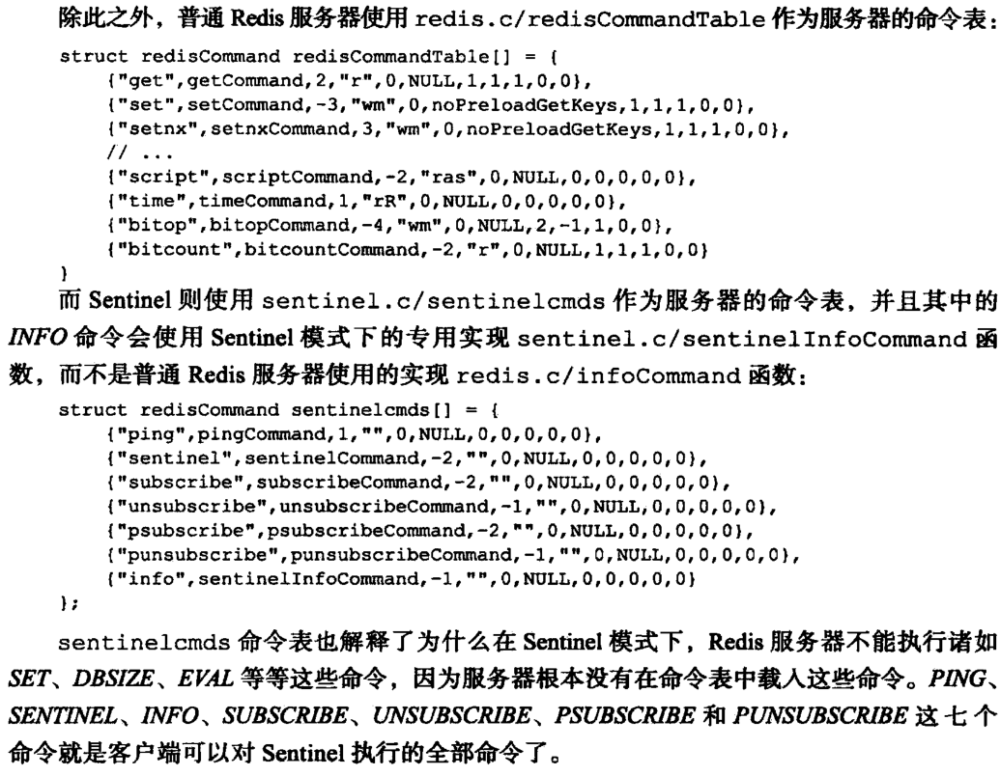 除此之外，普通 Redis 服务器使用 redis.c/redisCommandTable 作为服务器的命令表：
struct redisCommand redisCommandTable[] = {
{"get",getCommand,2,"r",0,NULL,1,1,1,0,0},
{"set",setCommand,-3,"wm",0,noPreloadGetKeys,1,1,1,0,0},
{"setnx",setnxCommand,3,"wm",0,noPreloadGetKeys,1,1,1,0,0},
// ...
{"script",scriptCommand,-2,"ras",0,NULL,0,0,0,0,0},
{"time",timeCommand,1,"rR",0,NULL,0,0,0,0,0},
{"bitop",bitopCommand,-4,"wm",0,NULL,2,-1,1,0,0},
{"bitcount",bitcountCommand,-2,"r",0,NULL,1,1,1,0,0}
}
而 Sentinel 则使用 sentinel.c/sentinelcmds 作为服务器的命令表，并且其中的
INFO 命令会使用 Sentinel 模式下的专用实现 sentinel.c/sentinelInfoCommand 函
数，而不是普通 Redis 服务器使用的实现 redis.c/infoCommand 函数：
struct redisCommand sentinelcmds[] = {
{"ping",pingCommand,1,"",0,NULL,0,0,0,0,0},
{"sentinel",sentinelCommand,-2,"",0,NULL,0,0,0,0,0},
{"subscribe",subscribeCommand,-2,"",0,NULL,0,0,0,0,0},
{"unsubscribe",unsubscribeCommand,-1,"",0,NULL,0,0,0,0,0},
{"psubscribe",psubscribeCommand,-2,"",0,NULL,0,0,0,0,0},
{"punsubscribe",punsubscribeCommand,-1,"",0,NULL,0,0,0,0,0},
{"info",sentinelInfoCommand,-1,"",0,NULL,0,0,0,0,0}
};
sentinelcmds 命令表也解释了为什么在 Sentinel 模式下，Redis 服务器不能执行诸如
SET、DBSIZE、EVAL 等等这些命令，因为服务器根本没有在命令表中载入这些命令。PING、
SENTINEL、INFO、SUBSCRIBE、UNSUBSCRIBE、PSUBSCRIBE 和 PUNSUBSCRIBE 这七个
命令就是客户端可以对 Sentinel 执行的全部命令了。